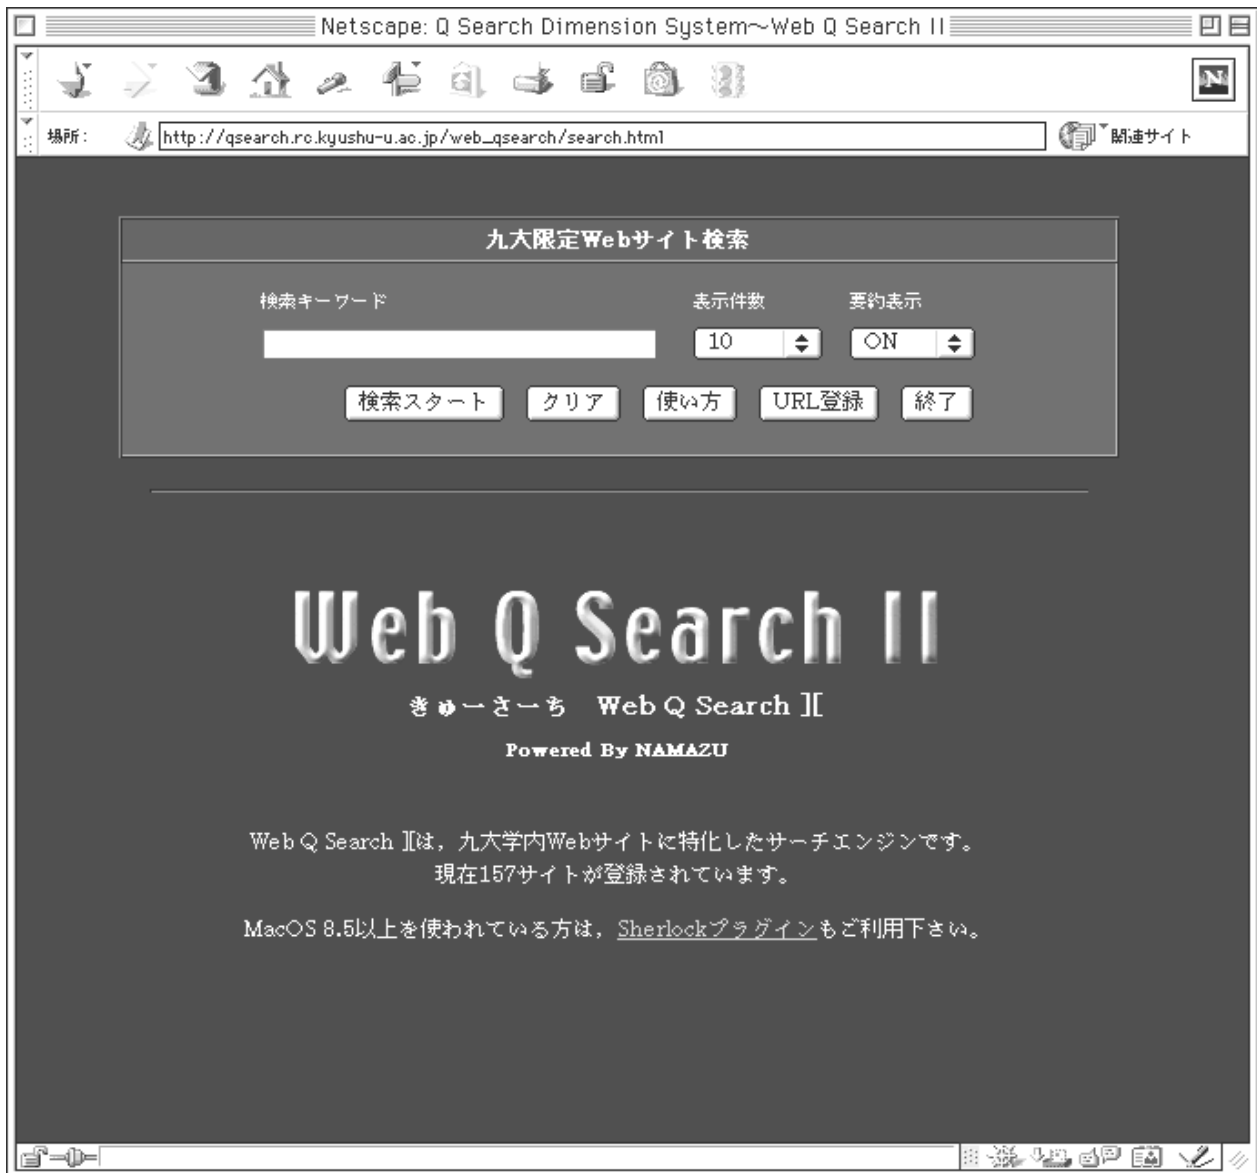 Netscape: Q Search Dimension System～Web Q Search II
N
場所: http://qsearch.rc.kyushu-u.ac.jp/web_qsearch/search.html 関連サイト
九大限定Webサイト検索
検索キーワード 表示件数 要約表示
10 ON
検索スタート クリア 使い方 URL登録 終了
Web Q Search II
きゅーさーち Web Q Search ][
Powered By NAMAZU
Web Q Search ][は，九大学内Webサイトに特化したサーチエンジンです。
現在157サイトが登録されています。
MacOS 8.5以上を使われている方は，Sherlockプラグインもご利用下さい。